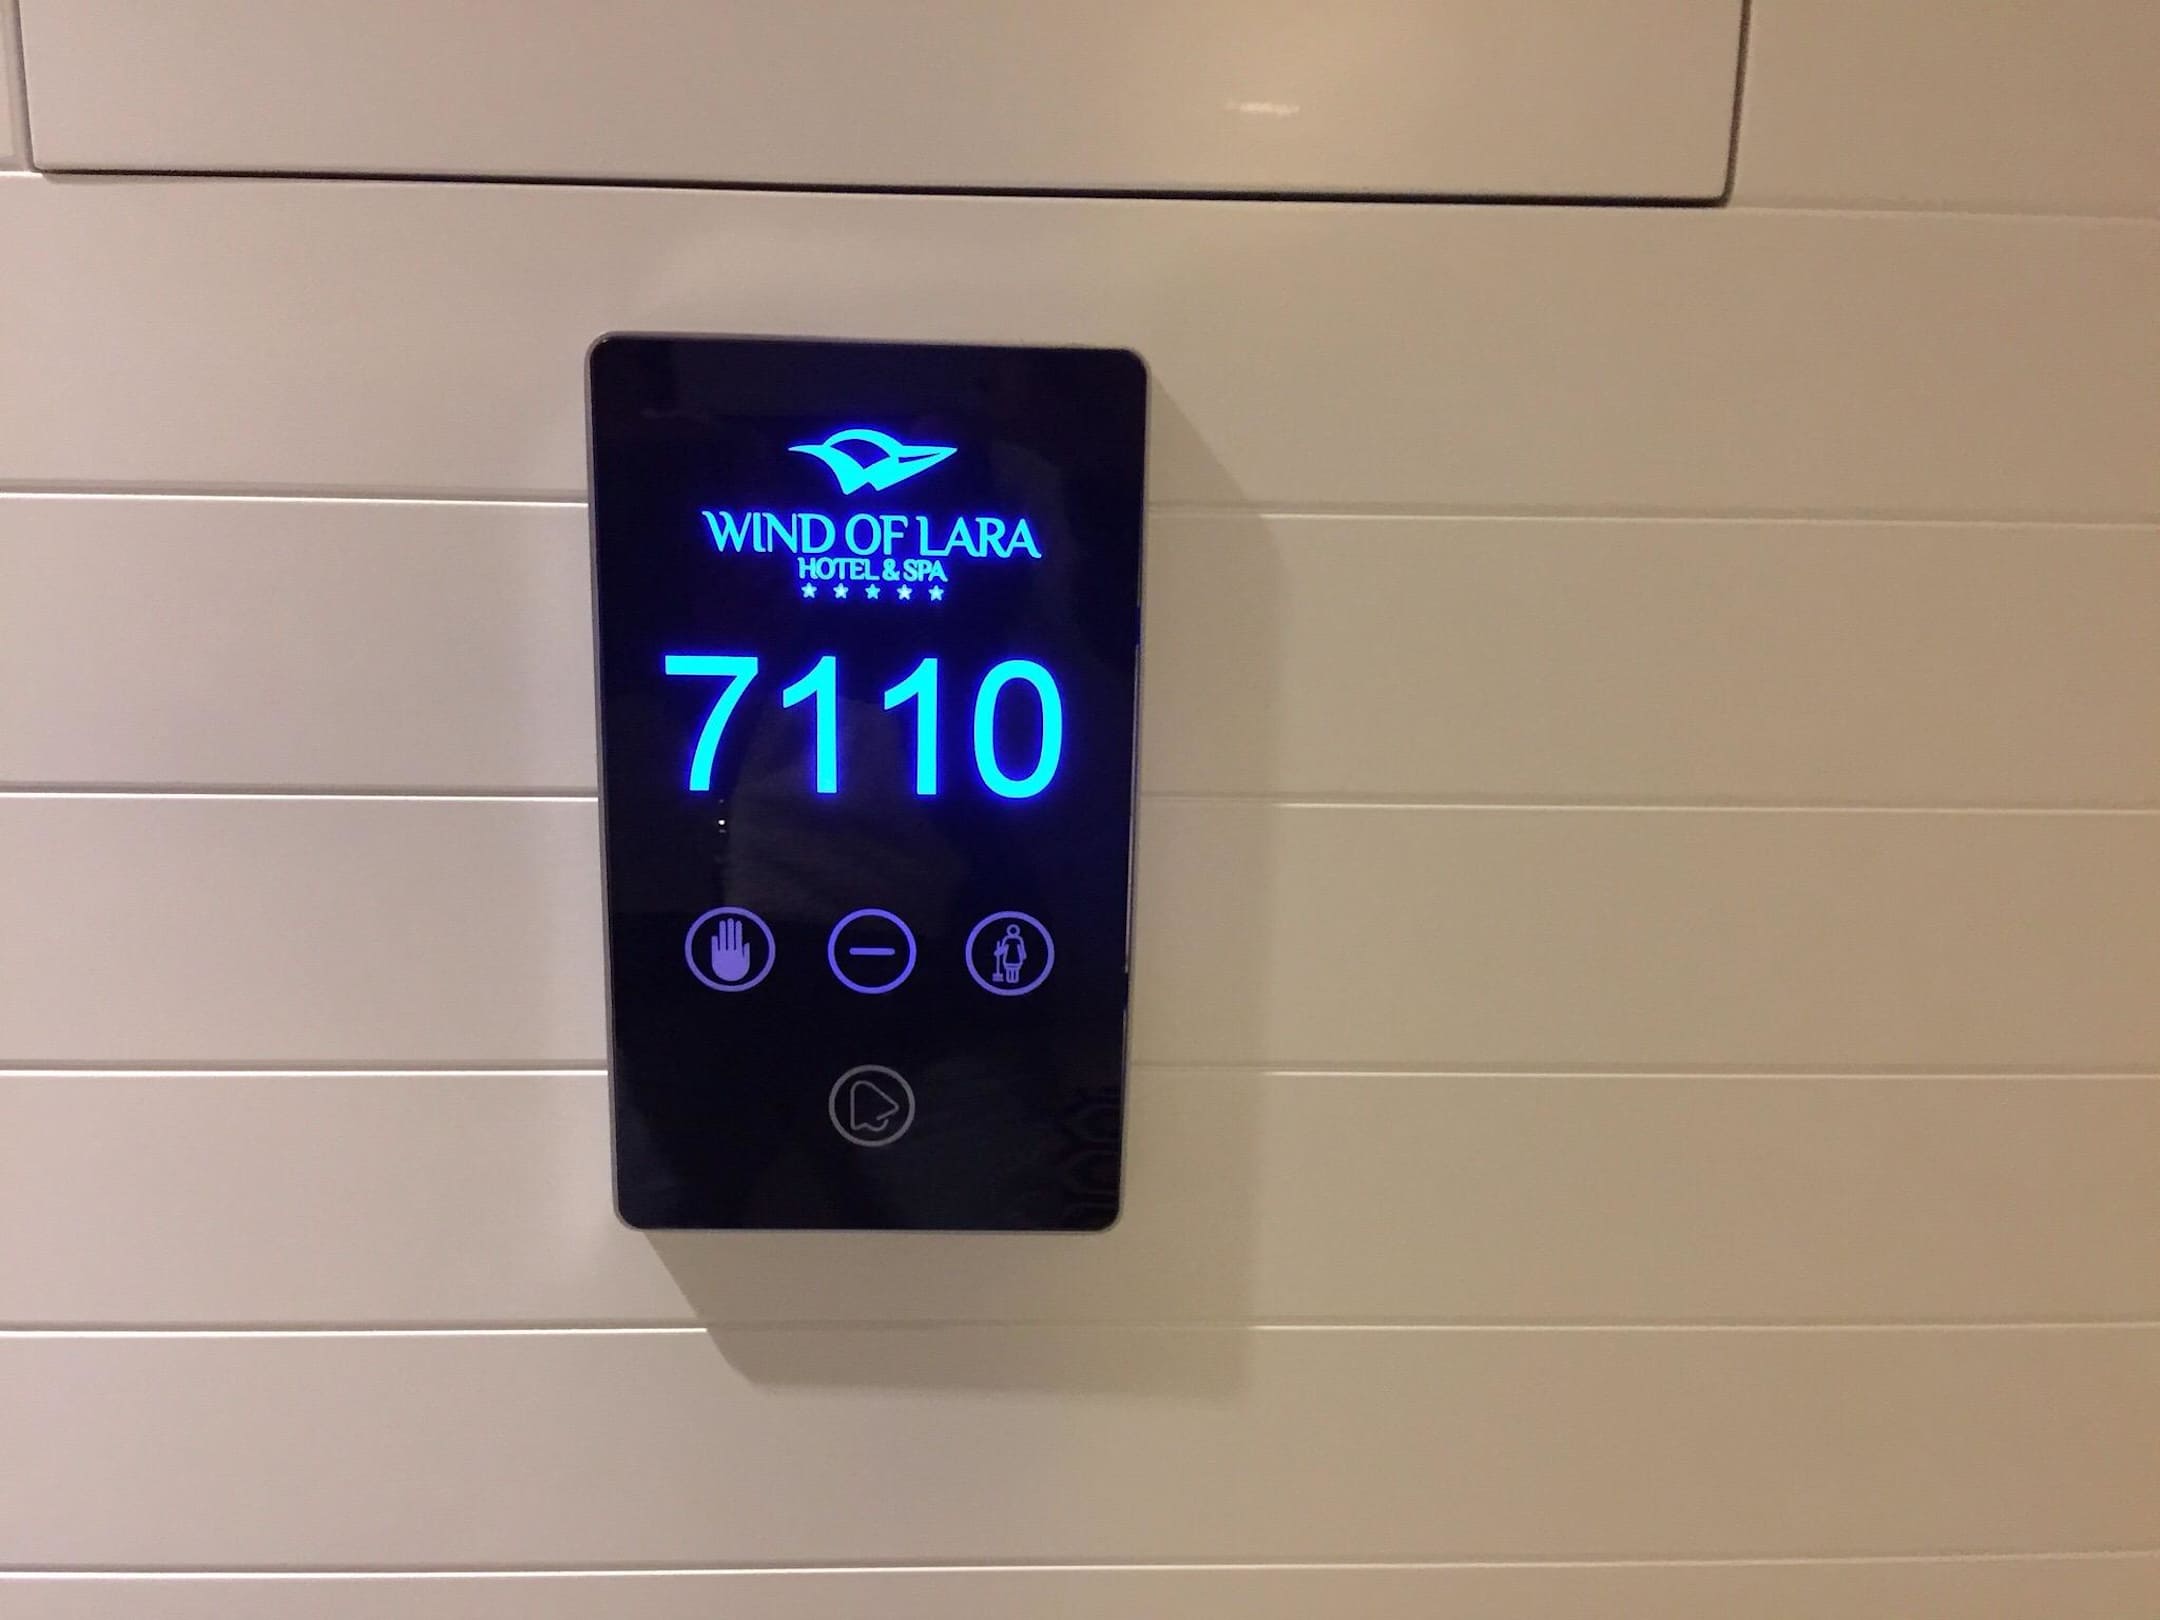 WIND OF LARA
HOTEL & SPA
7110